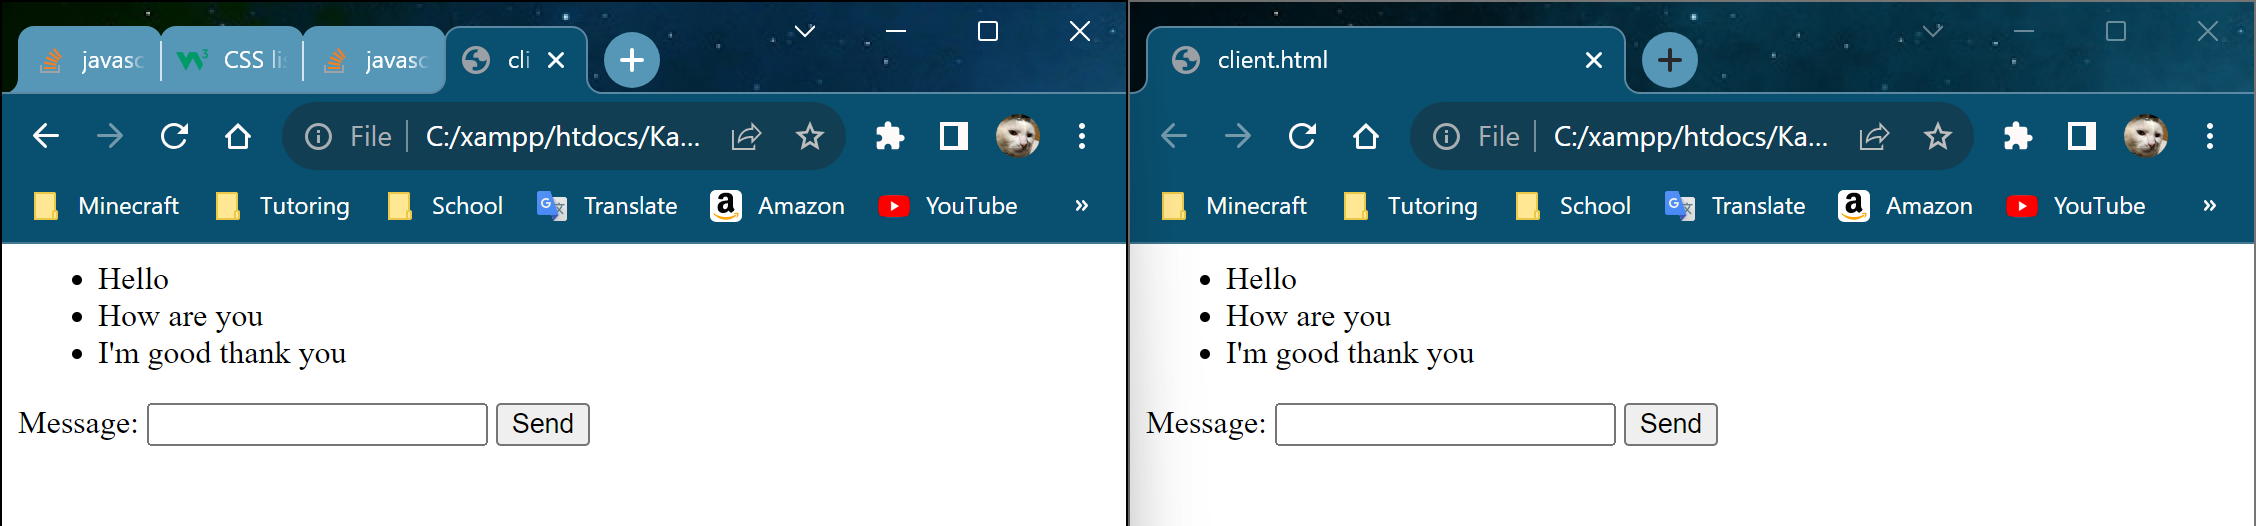 javasc
CSS li
javasc
cli
File C:/xampp/htdocs/Ka...
Minecraft Tutoring School Translate Amazon YouTube »
Hello
How are you
I'm good thank you
Message: Send
client.html
File C:/xampp/htdocs/Ka...
Minecraft Tutoring School Translate Amazon YouTube »
Hello
How are you
I'm good thank you
Message: Send